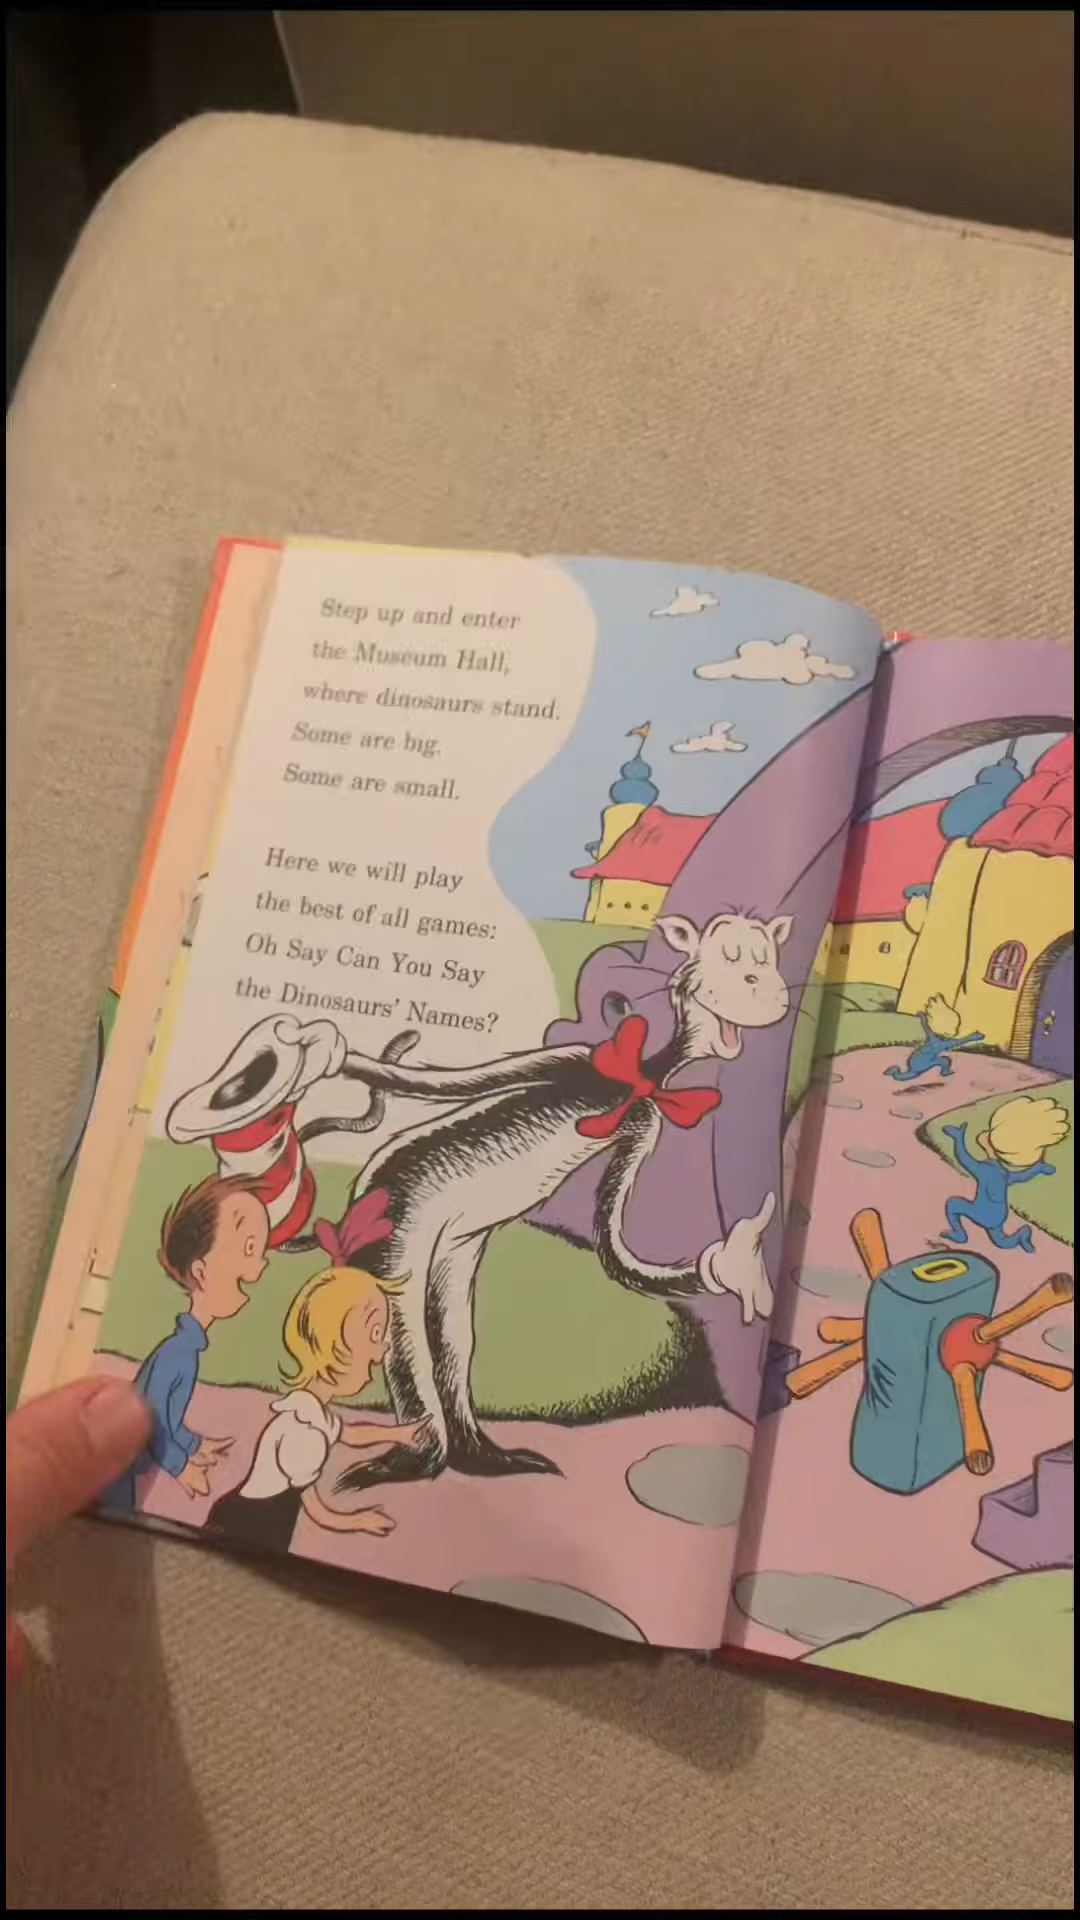 Step up and enter
the Museum Hall,
where dinosaurs stand.
Some are big.
Some are small.
Here we will play
the best of all games:
Oh Say Can You Say
the Dinosaurs' Names?